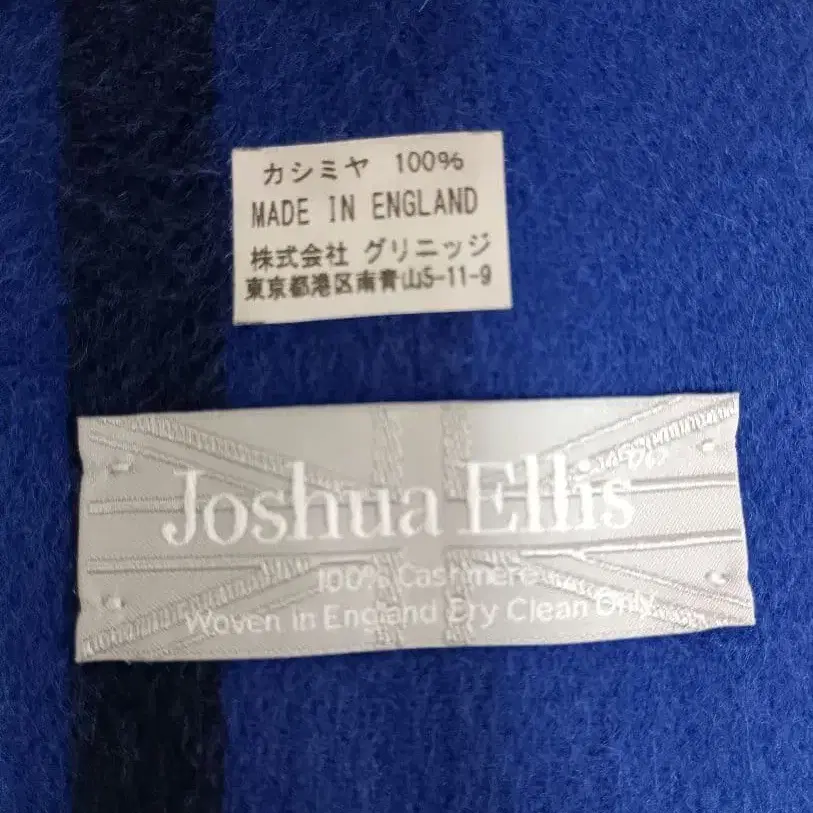 カシミヤ 100%
MADE IN ENGLAND
株式会社 グリニッジ
東京都港区南青山5-11-9
Joshua Ellis
100% Cashmere
Woven in England Dry Clean Only